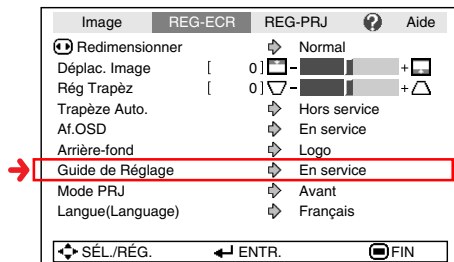 Image REG-ECR REG-PRJ ? Aide
Redimensionner Normal
Déplac. Image [ 0] - +
Rég Trapèz [ 0] - +
Trapèze Auto. Hors service
Af.OSD En service
Arrière-fond Logo
Guide de Réglage En service
Mode PRJ Avant
Langue(Language) Français
SÉL./RÉG. ENTR. FIN